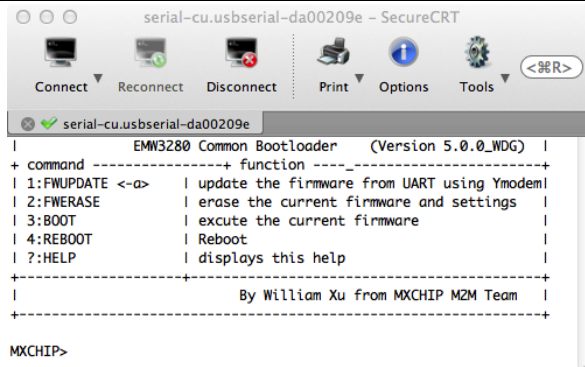 serial-cu.usbserial-da00209e – SecureCRT
Connect Reconnect Disconnect Print Options Tools <⌘R>
serial-cu.usbserial-da00209e
| EMW3280 Common Bootloader (Version 5.0.0_WDG) |
+ command -----------------+ function ----_-----------------------+
| 1:FWUPDATE <-a> | update the firmware from UART using Ymodem|
| 2:FWERASE | erase the current firmware and settings |
| 3:BOOT | excute the current firmware |
| 4:REBOOT | Reboot |
| ?:HELP | displays this help |
+--------------------+--------------------------------------------+
| By William Xu from MXCHIP M2M Team |
+-----------------------------------------------------------------+
MXCHIP>